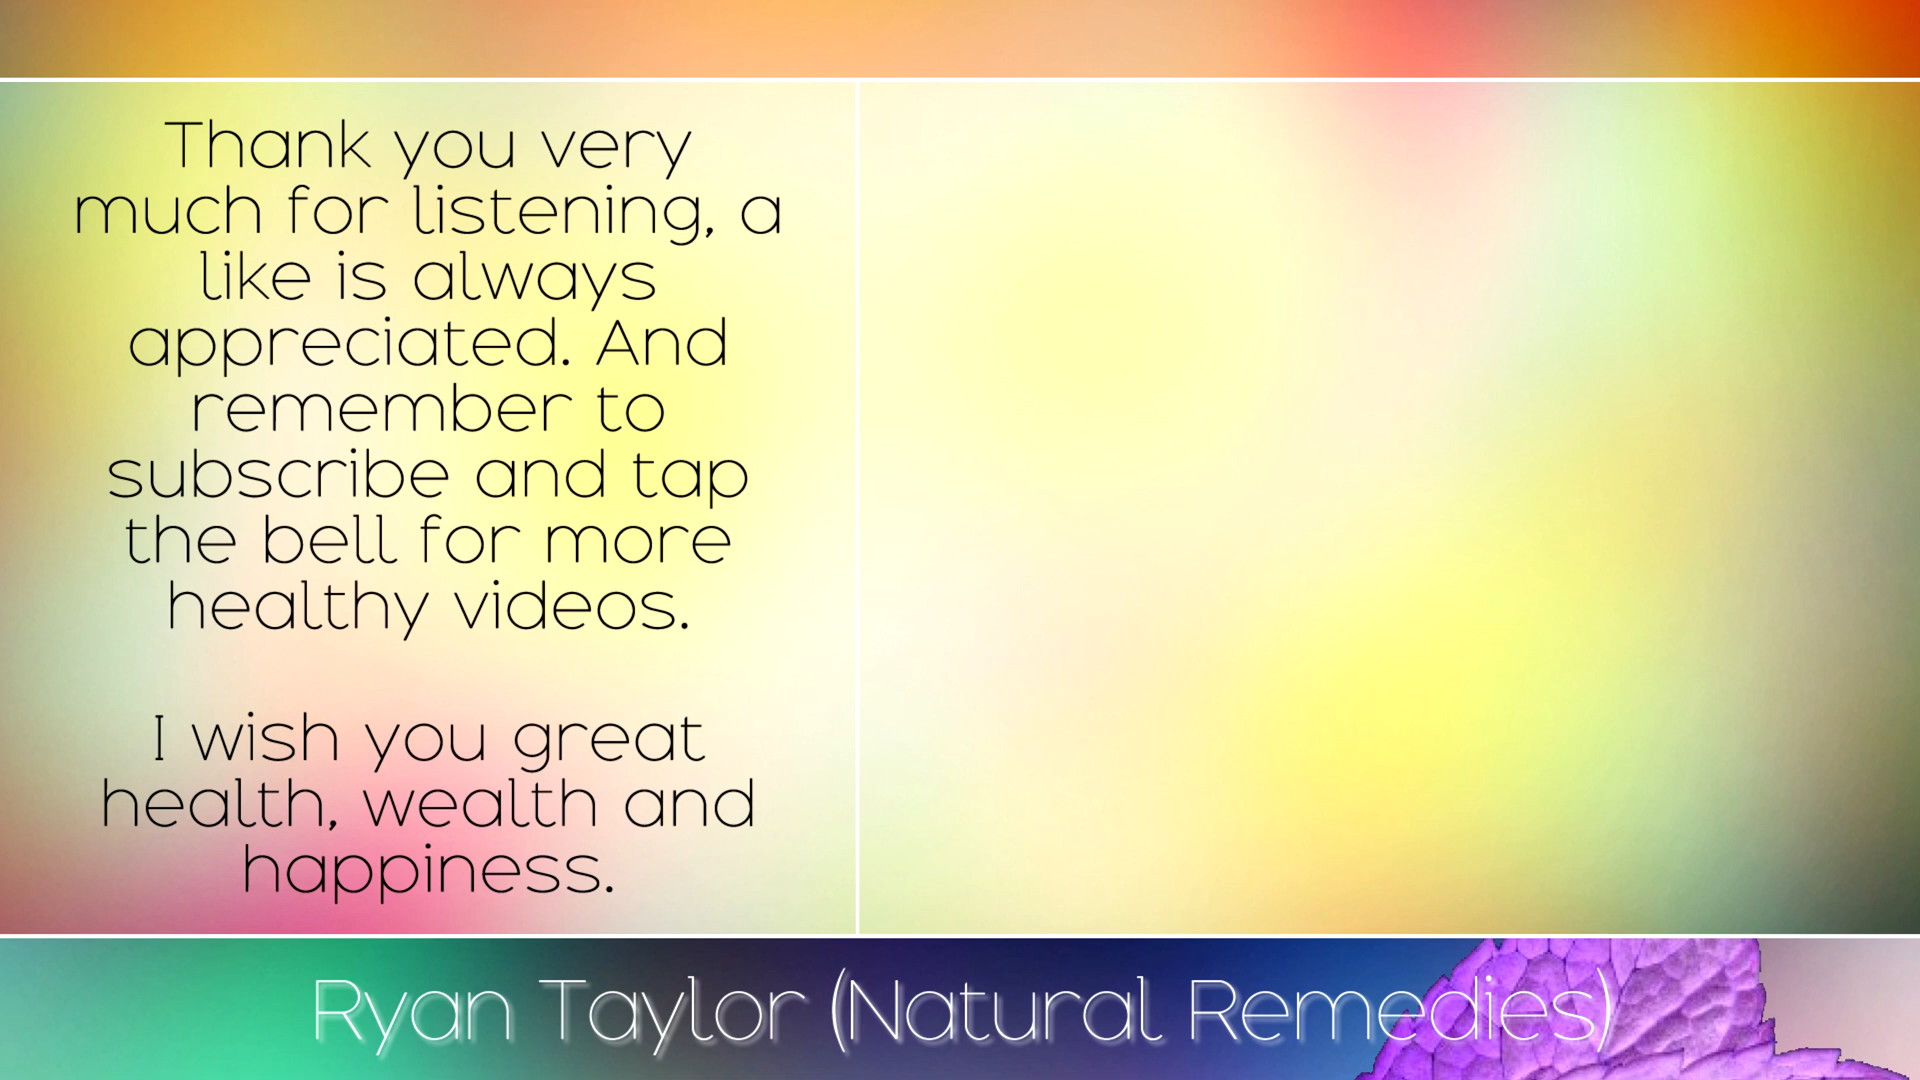 Thank you very
much for listening, a
like is always
appreciated. And
remember to
subscribe and tap
the bell for more
healthy videos.
I wish you great
health, wealth and
happiness.
Ryan Taylor (Natural Remedies)